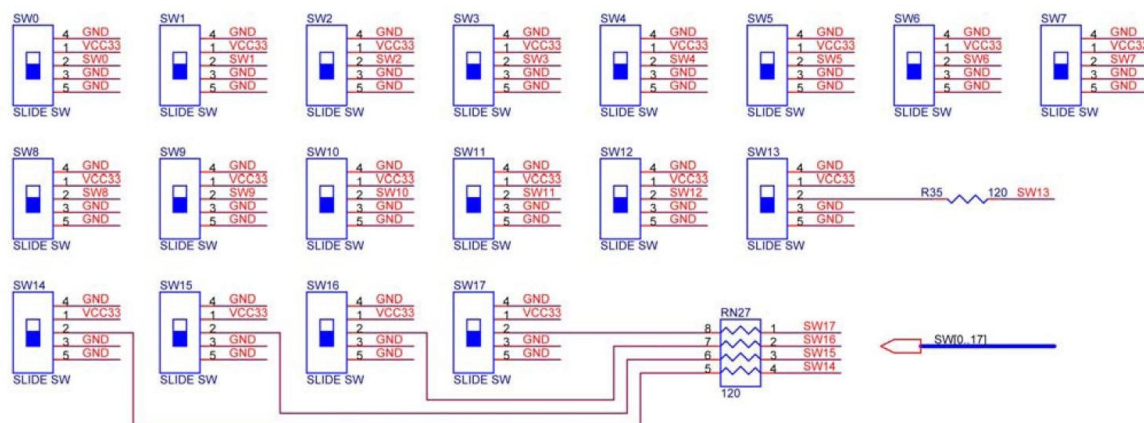 SW0 SW1 SW2 SW3 SW4 SW5 SW6 SW7
4 GND 4 GND 4 GND 4 GND 4 GND 4 GND 4 GND 4 GND
1 VCC33 1 VCC33 1 VCC33 1 VCC33 1 VCC33 1 VCC33 1 VCC33 1 VCC33
2 SW0 2 SW1 2 SW2 2 SW3 2 SW4 2 SW5 2 SW6 2 SW7
3 GND 3 GND 3 GND 3 GND 3 GND 3 GND 3 GND 3 GND
5 GND 5 GND 5 GND 5 GND 5 GND 5 GND 5 GND 5 GND
SLIDE SW SLIDE SW SLIDE SW SLIDE SW SLIDE SW SLIDE SW SLIDE SW SLIDE SW
SW8 SW9 SW10 SW11 SW12 SW13
4 GND 4 GND 4 GND 4 GND 4 GND 4 GND
1 VCC33 1 VCC33 1 VCC33 1 VCC33 1 VCC33 1 VCC33
2 SW8 2 SW9 2 SW10 2 SW11 2 SW12 2 R35 120 SW13
3 GND 3 GND 3 GND 3 GND 3 GND 3 GND
5 GND 5 GND 5 GND 5 GND 5 GND 5 GND
SLIDE SW SLIDE SW SLIDE SW SLIDE SW SLIDE SW SLIDE SW
SW14 SW15 SW16 SW17
4 GND 4 GND 4 GND 4 GND
1 VCC33 1 VCC33 1 VCC33 1 VCC33 RN27
2 2 2 2 8 1 SW17
3 GND 3 GND 3 GND 3 GND 7 2 SW16 SW[0..17]
5 GND 5 GND 5 GND 5 GND 6 3 SW15
5 4 SW14
SLIDE SW SLIDE SW SLIDE SW SLIDE SW 120